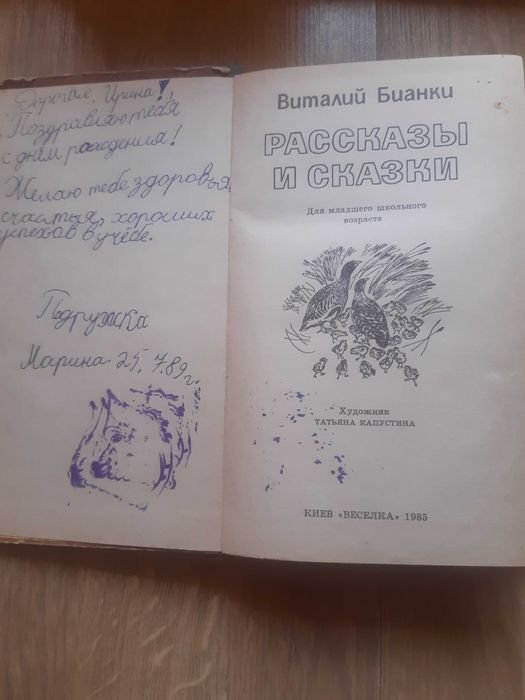 Дорогая, Ирина!
Поздравляю тебя
с днём рождения!
Желаю тебе здоровья,
счастья, хороших
успехов в учёбе.
Подружка
Марина 25. 7.89 г.
Виталий Бианки
РАССКАЗЫ
И СКАЗКИ
Для младшего школьного
возраста
Художник
ТАТЬЯНА КАПУСТИНА
КИЕВ «ВЕСЕЛКА» 1985